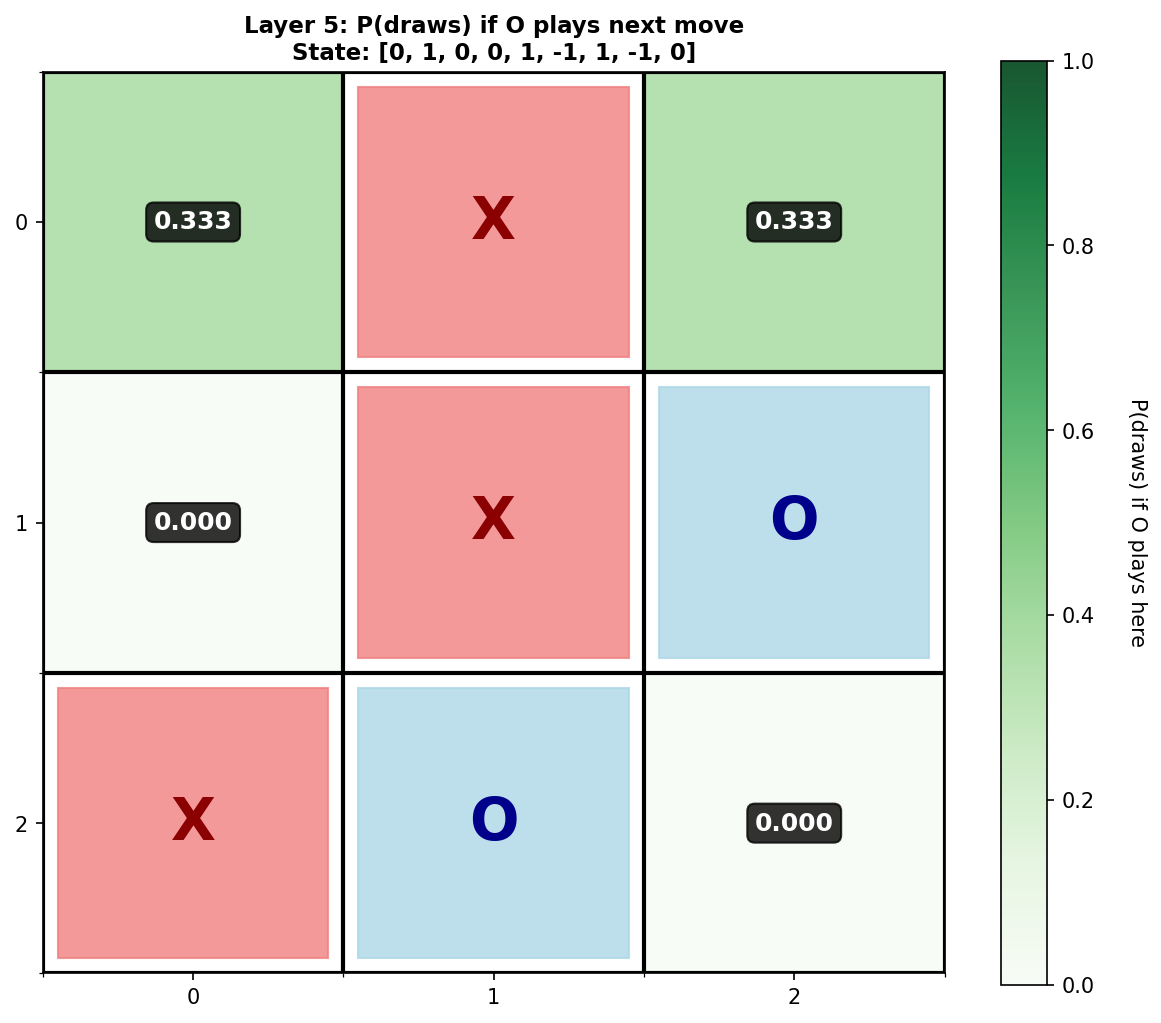 Layer 5: P(draws) if O plays next move
State: [0, 1, 0, 0, 1, -1, 1, -1, 0]
1.0
0.333 X 0.333
0
0.8
0.6
0.000 X O
1
P(draws) if O plays here
0.4
0.2
X O 0.000
2
0.0
0 1 2